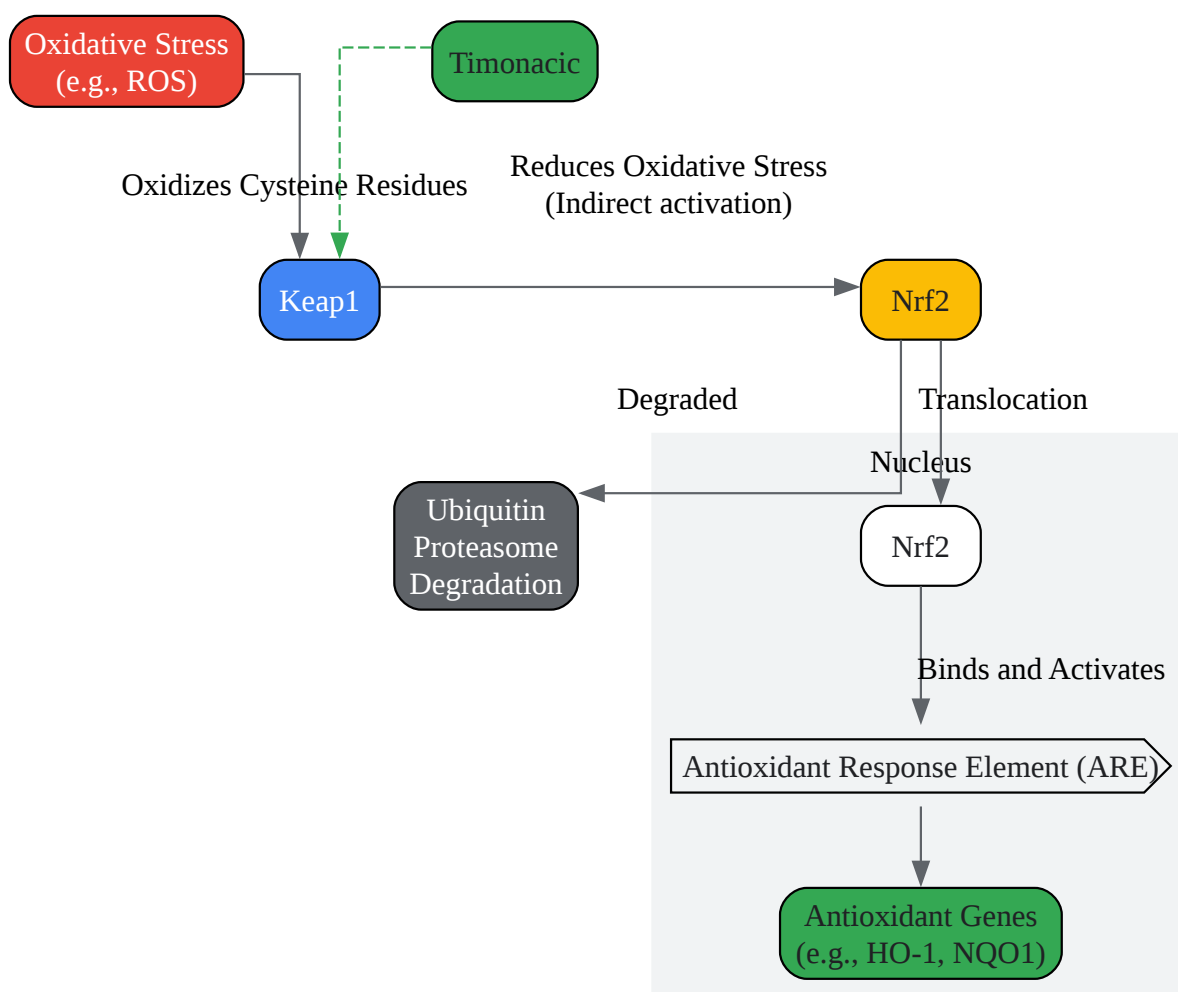 Oxidative Stress
(e.g., ROS)
Timonacic
Oxidizes Cysteine Residues
Reduces Oxidative Stress
(Indirect activation)
Keap1
Nrf2
Degraded
Translocation
Nucleus
Ubiquitin
Proteasome
Degradation
Nrf2
Binds and Activates
Antioxidant Response Element (ARE)
Antioxidant Genes
(e.g., HO-1, NQO1)